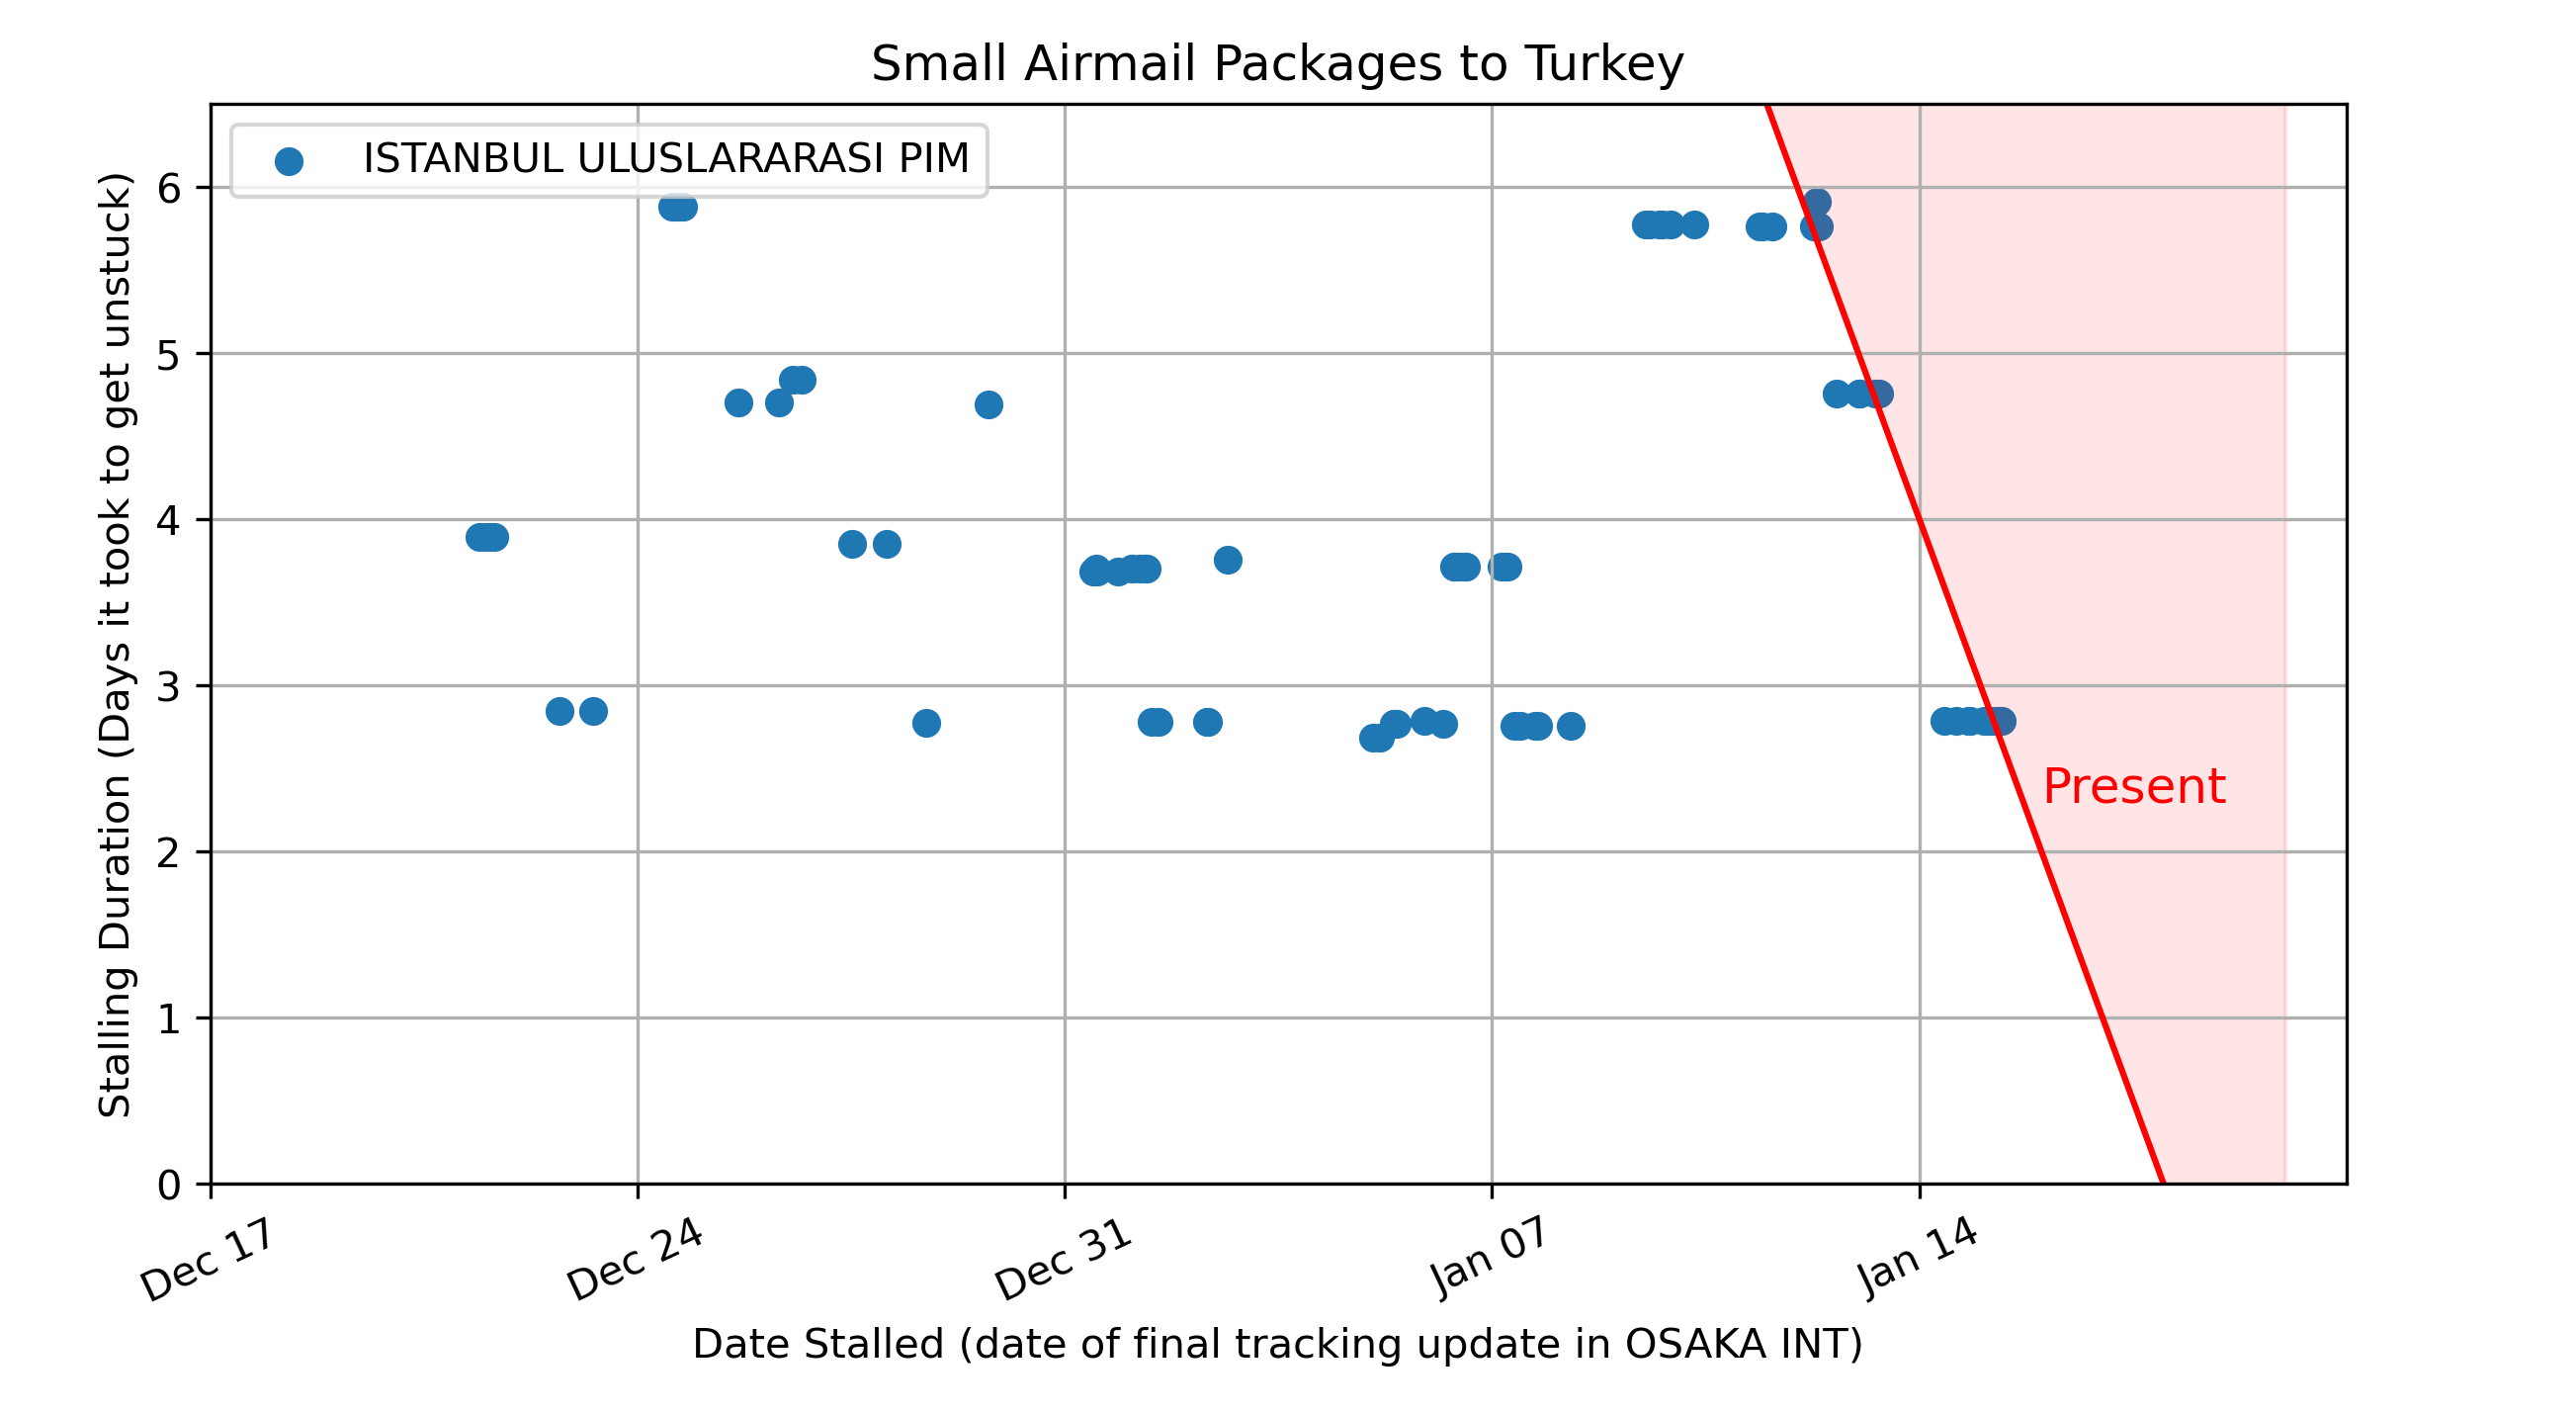 Small Airmail Packages to Turkey
ISTANBUL ULUSLARARASI PIM
Stalling Duration (Days it took to get unstuck)
6
5
4
3
2
1
0
Present
Dec 17
Dec 24
Dec 31
Jan 07
Jan 14
Date Stalled (date of final tracking update in OSAKA INT)